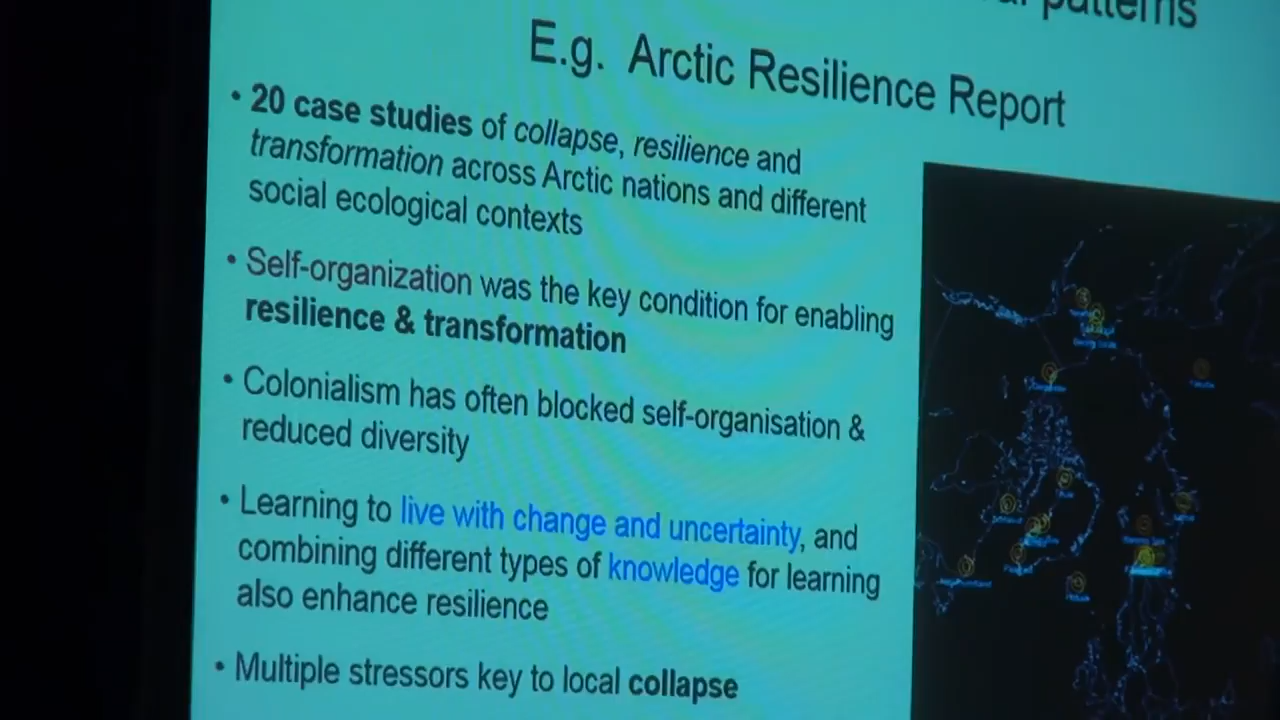 patterns
E.g. Arctic Resilience Report
• 20 case studies of collapse, resilience and
transformation across Arctic nations and different
social ecological contexts
• Self-organization was the key condition for enabling
resilience & transformation
• Colonialism has often blocked self-organisation &
reduced diversity
• Learning to live with change and uncertainty, and
combining different types of knowledge for learning
also enhance resilience
• Multiple stressors key to local collapse